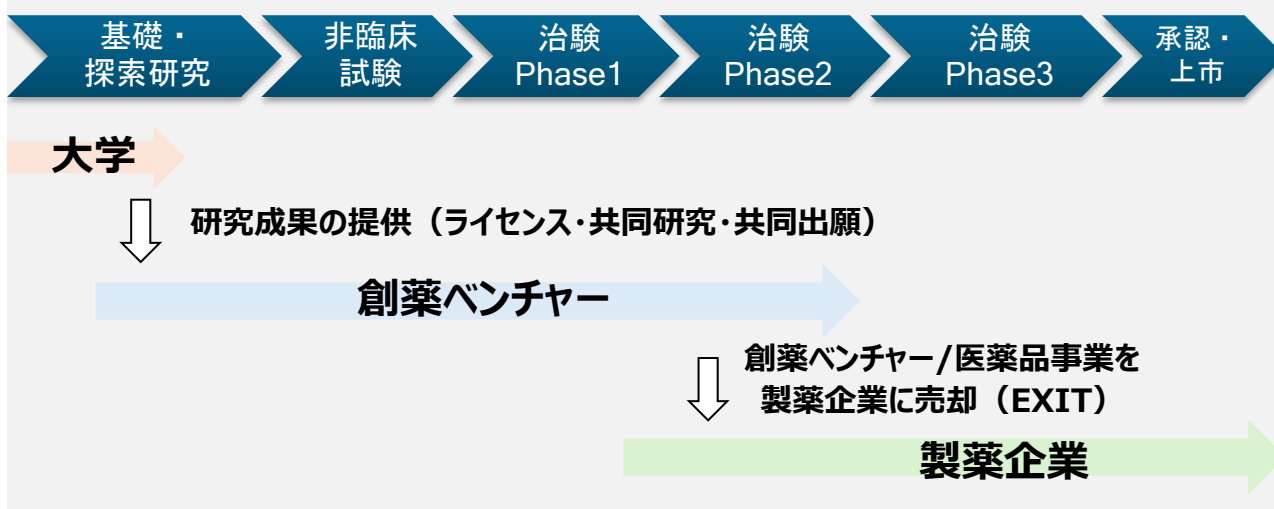 基礎・
探索研究
非臨床
試験
治験
Phase1
治験
Phase2
治験
Phase3
承認・
上市
大学
研究成果の提供（ライセンス・共同研究・共同出願）
創薬ベンチャー
創薬ベンチャー/医薬品事業を
製薬企業に売却（EXIT）
製薬企業